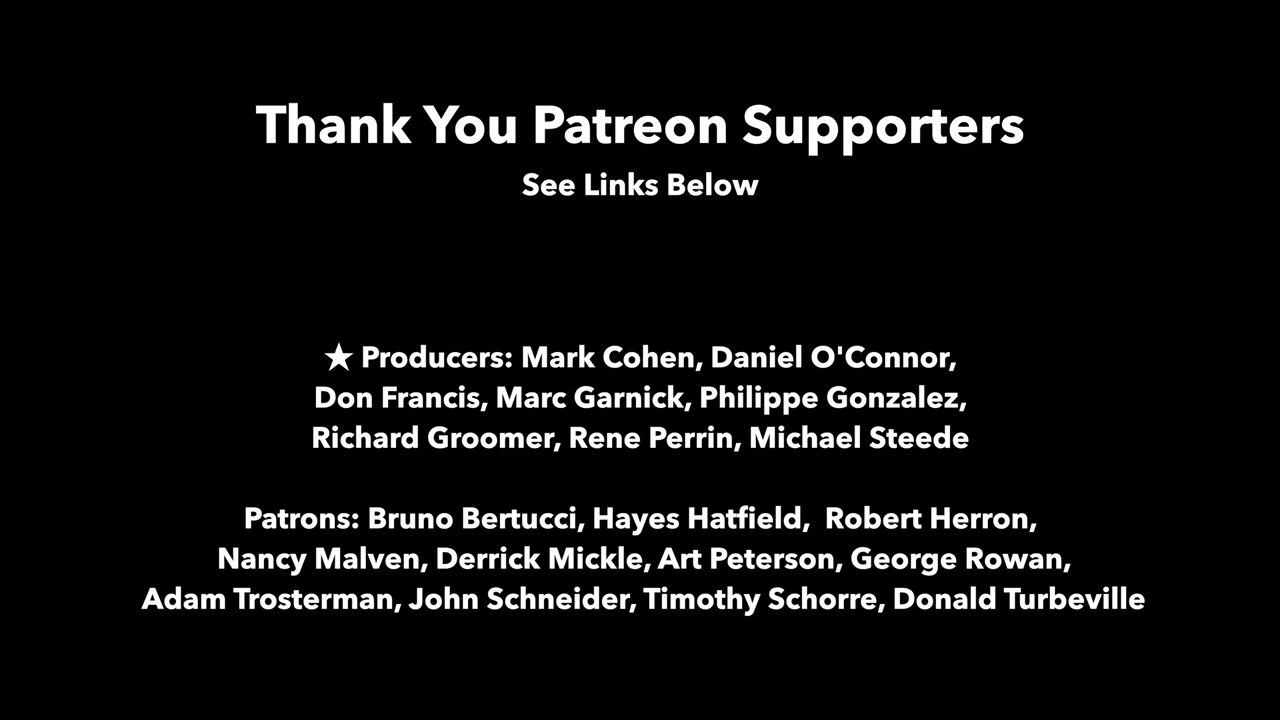 Thank You Patreon Supporters
See Links Below
★ Producers: Mark Cohen, Daniel O'Connor,
Don Francis, Marc Garnick, Philippe Gonzalez,
Richard Groomer, Rene Perrin, Michael Steede
Patrons: Bruno Bertucci, Hayes Hatfield,  Robert Herron,
Nancy Malven, Derrick Mickle, Art Peterson, George Rowan,
Adam Trosterman, John Schneider, Timothy Schorre, Donald Turbeville